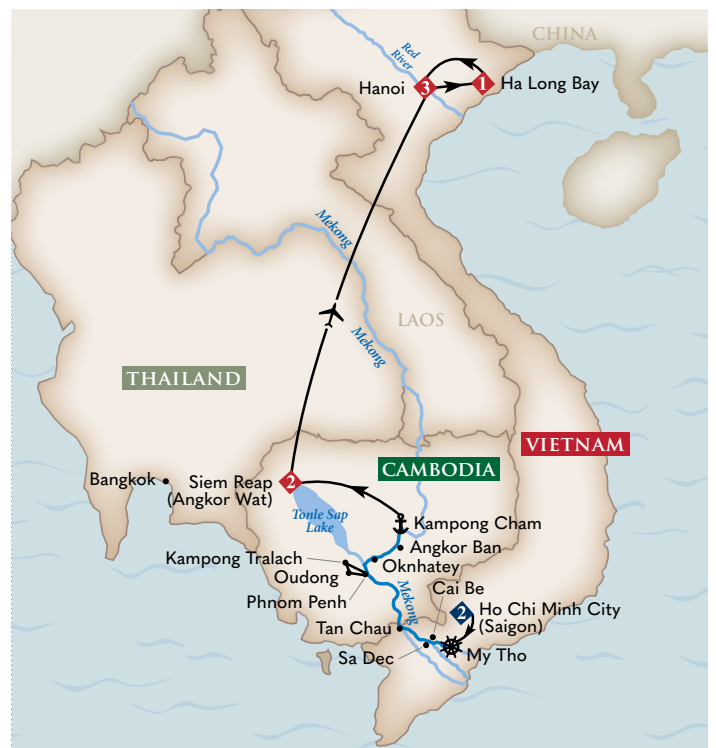 CHINA
Red
River
Hanoi
3
1
Ha Long Bay
Mekong
Mekong
LAOS
THAILAND
VIETNAM
CAMBODIA
Bangkok
Siem Reap
(Angkor Wat)
2
Tonle Sap
Lake
Kampong Cham
Angkor Ban
Kampong Tralach
Oknhatey
Oudong
Phnom Penh
Mekong
Cai Be
2
Ho Chi Minh City
(Saigon)
Tan Chau
Sa Dec
My Tho